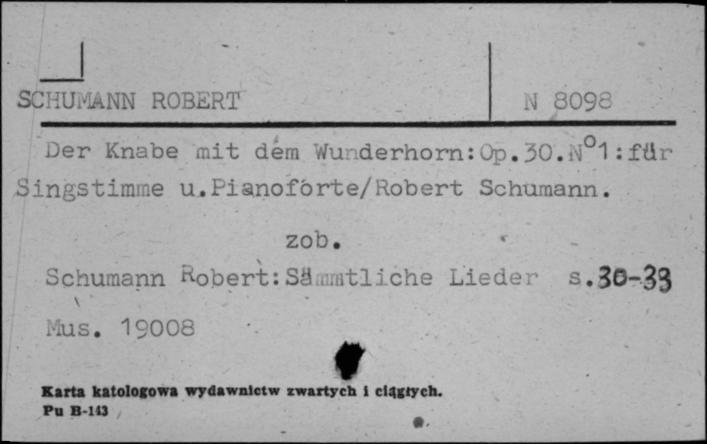 SCHUMANN ROBERT N 8098
Der Knabe mit dem Wunderhorn:Op.30.N°1:für
Singstimme u.Pianoforte/Robert Schumann.
zob.
Schumann Robert:Sämmtliche Lieder s.30-33
Mus. 19008
Karta katologowa wydawnictw zwartych i ciągłych.
Pu B-143